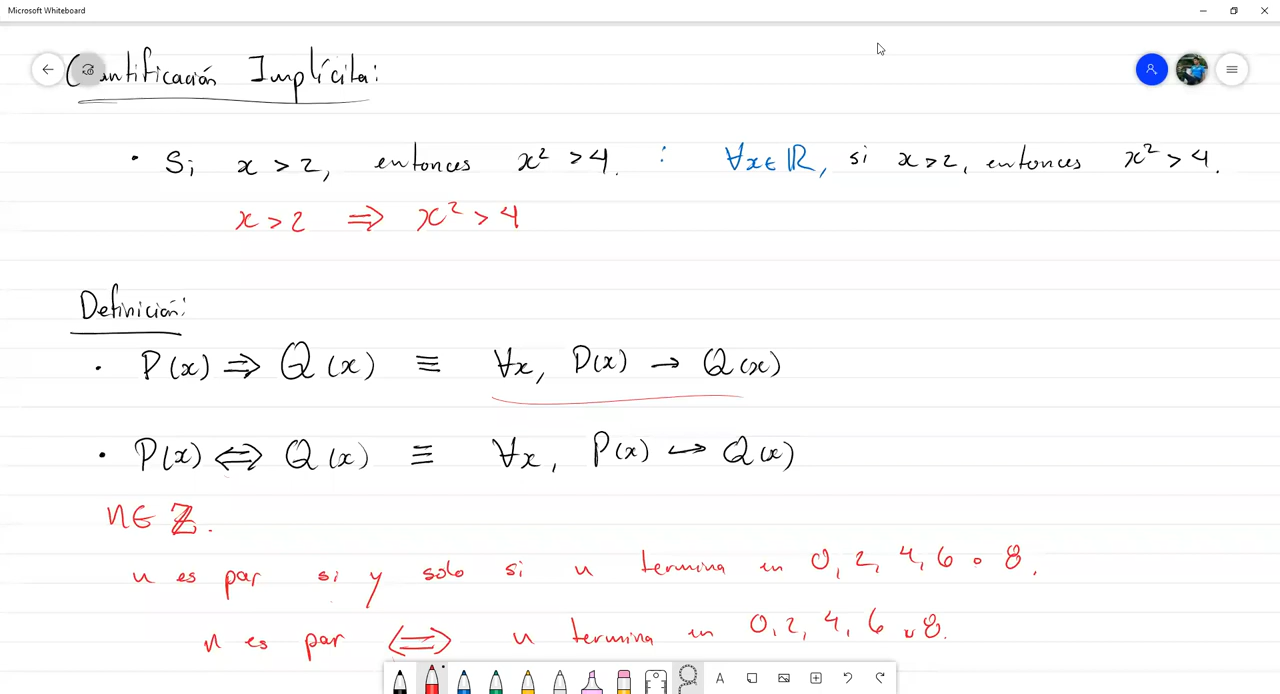 Microsoft Whiteboard
Cuantificación Implícita:
• Si x > 2, entonces x² > 4. : ∀x ∈ ℝ, si x > 2, entonces x² > 4.
x > 2 ⇒ x² > 4
Definición:
• P(x) ⇒ Q(x) ≡ ∀x, P(x) → Q(x)
• P(x) ⇔ Q(x) ≡ ∀x, P(x) ↔ Q(x)
n ∈ ℤ.
n es par si y solo si n termina en 0, 2, 4, 6 o 8.
n es par ⇔ n termina en 0, 2, 4, 6 u 8.
A